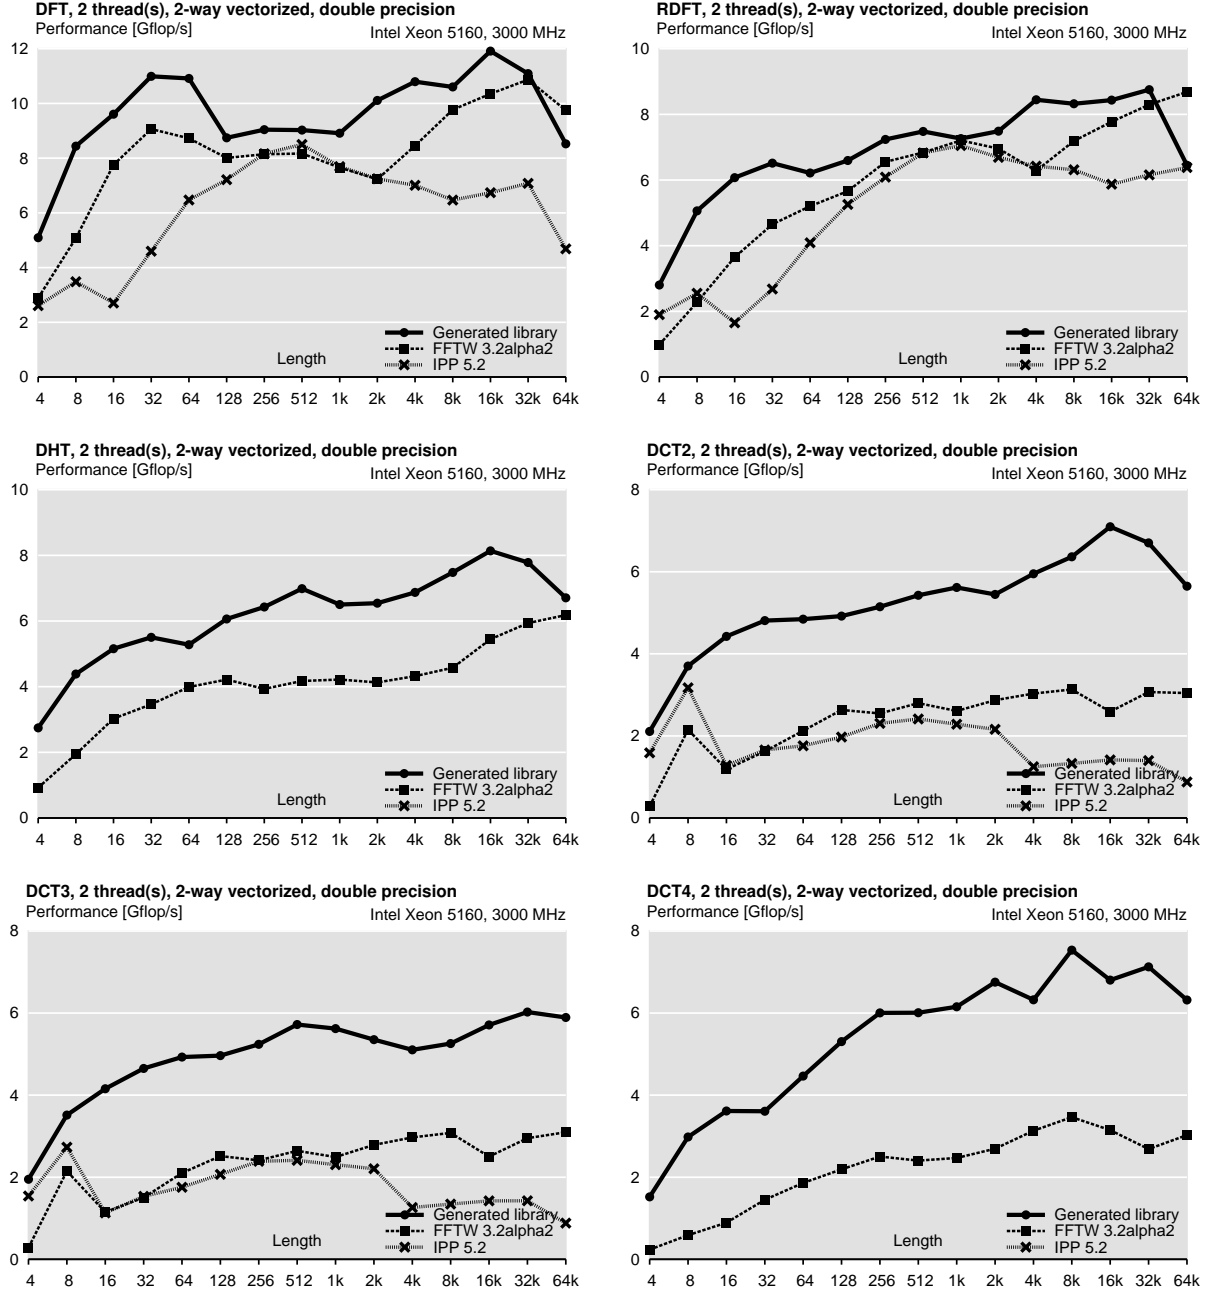 DFT, 2 thread(s), 2-way vectorized, double precision
Performance [Gflop/s]
Intel Xeon 5160, 3000 MHz
12
10
8
6
4
2
0
Generated library
FFTW 3.2alpha2
IPP 5.2
Length
4 8 16 32 64 128 256 512 1k 2k 4k 8k 16k 32k 64k
RDFT, 2 thread(s), 2-way vectorized, double precision
Performance [Gflop/s]
Intel Xeon 5160, 3000 MHz
10
8
6
4
2
0
Generated library
FFTW 3.2alpha2
IPP 5.2
Length
4 8 16 32 64 128 256 512 1k 2k 4k 8k 16k 32k 64k
DHT, 2 thread(s), 2-way vectorized, double precision
Performance [Gflop/s]
Intel Xeon 5160, 3000 MHz
10
8
6
4
2
0
Generated library
FFTW 3.2alpha2
IPP 5.2
Length
4 8 16 32 64 128 256 512 1k 2k 4k 8k 16k 32k 64k
DCT2, 2 thread(s), 2-way vectorized, double precision
Performance [Gflop/s]
Intel Xeon 5160, 3000 MHz
8
6
4
2
0
Generated library
FFTW 3.2alpha2
IPP 5.2
Length
4 8 16 32 64 128 256 512 1k 2k 4k 8k 16k 32k 64k
DCT3, 2 thread(s), 2-way vectorized, double precision
Performance [Gflop/s]
Intel Xeon 5160, 3000 MHz
8
6
4
2
0
Generated library
FFTW 3.2alpha2
IPP 5.2
Length
4 8 16 32 64 128 256 512 1k 2k 4k 8k 16k 32k 64k
DCT4, 2 thread(s), 2-way vectorized, double precision
Performance [Gflop/s]
Intel Xeon 5160, 3000 MHz
8
6
4
2
0
Generated library
FFTW 3.2alpha2
IPP 5.2
Length
4 8 16 32 64 128 256 512 1k 2k 4k 8k 16k 32k 64k